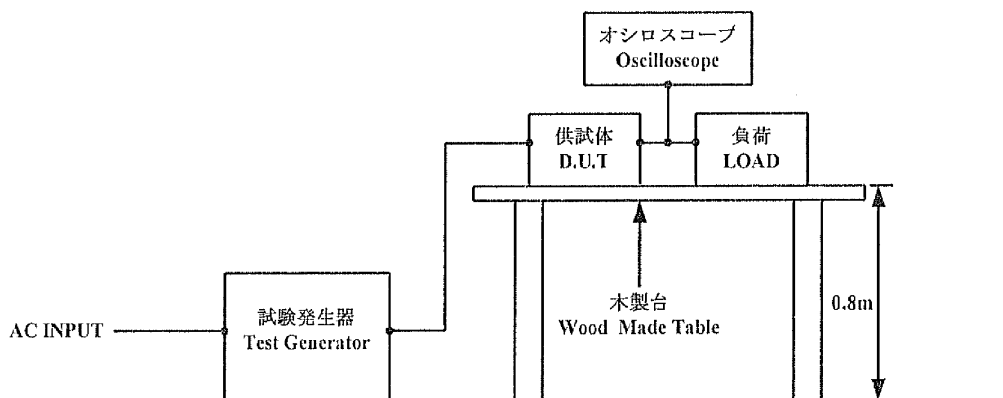 オシロスコープ
Oscilloscope
供試体
D.U.T
負荷
LOAD
試験発生器
Test Generator
AC INPUT
木製台
Wood Made Table
0.8m